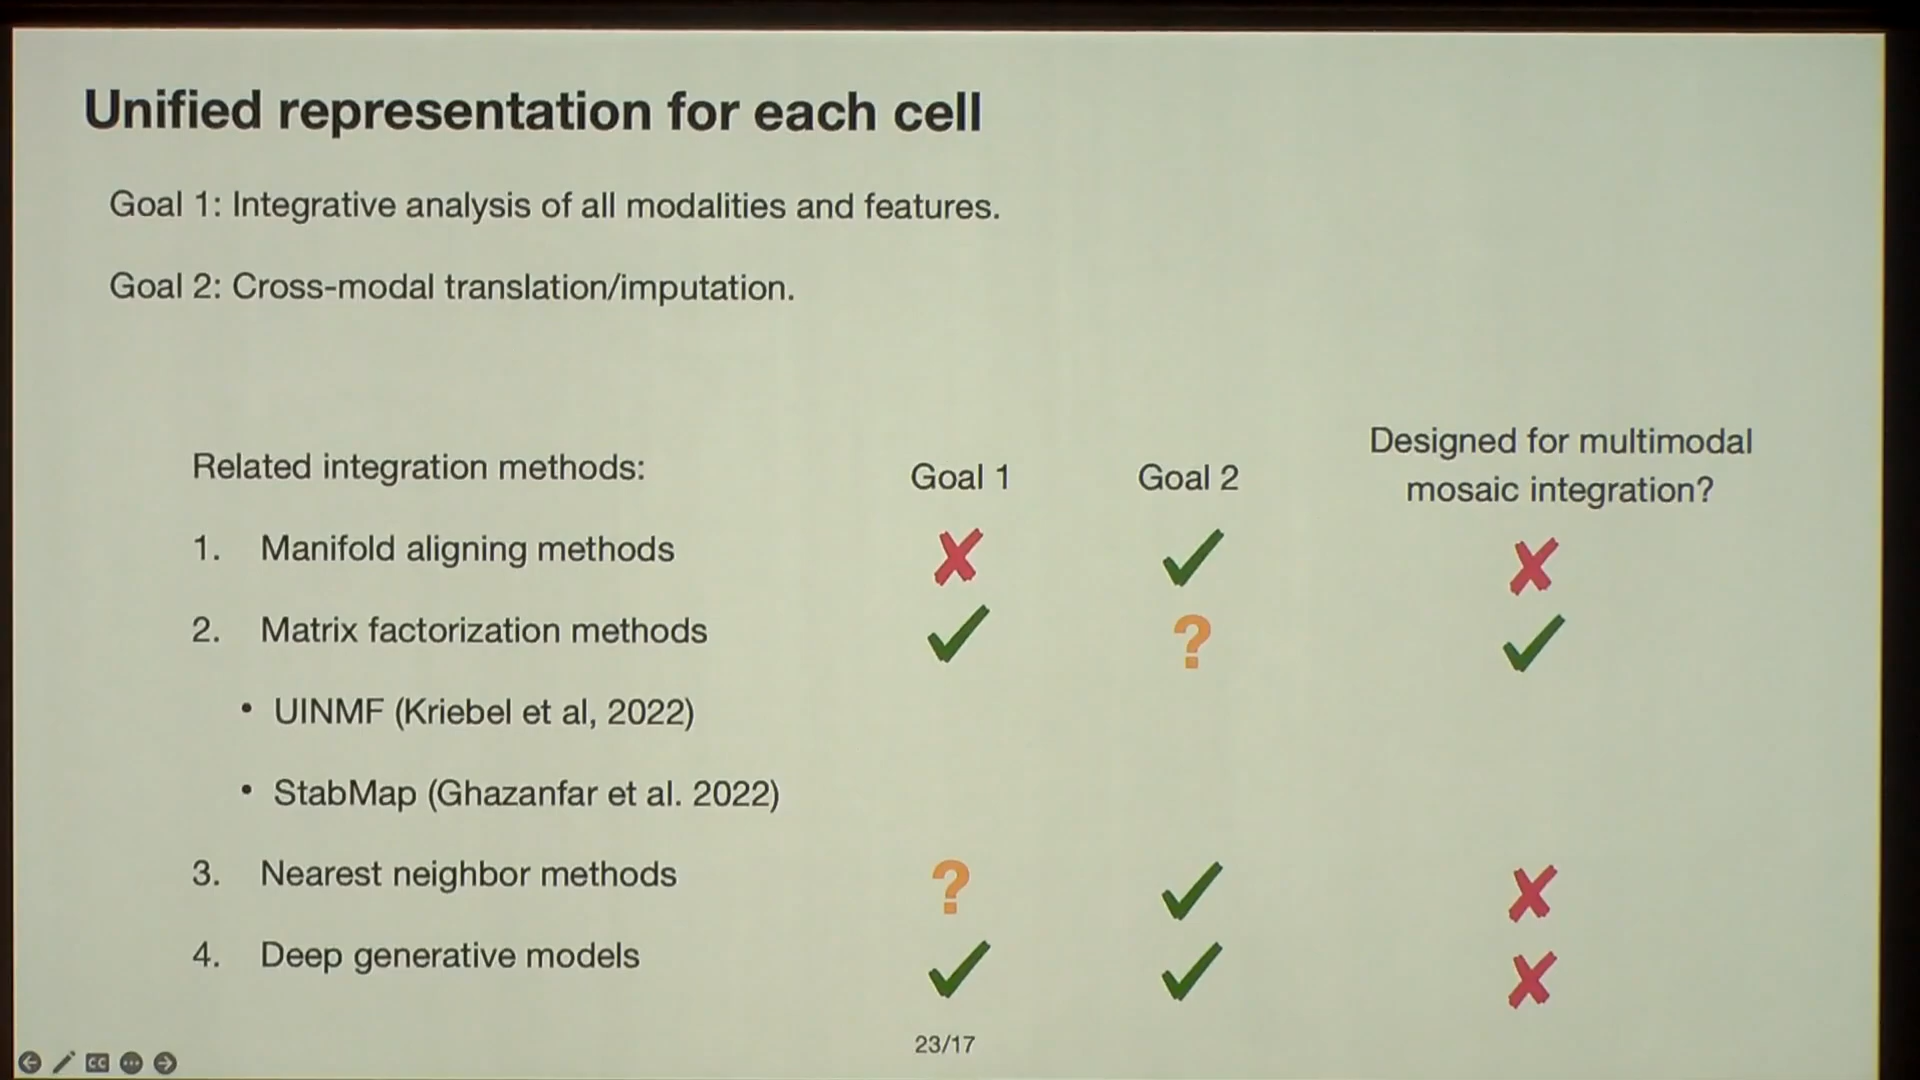 Unified representation for each cell
Goal 1: Integrative analysis of all modalities and features.
Goal 2: Cross-modal translation/imputation.
Related integration methods:
Goal 1
Goal 2
Designed for multimodal
mosaic integration?
1. Manifold aligning methods ✘ ✓ ✘
2. Matrix factorization methods ✓ ? ✓
• UINMF (Kriebel et al, 2022)
• StabMap (Ghazanfar et al. 2022)
3. Nearest neighbor methods ? ✓ ✘
4. Deep generative models ✓ ✓ ✘
23/17
CC